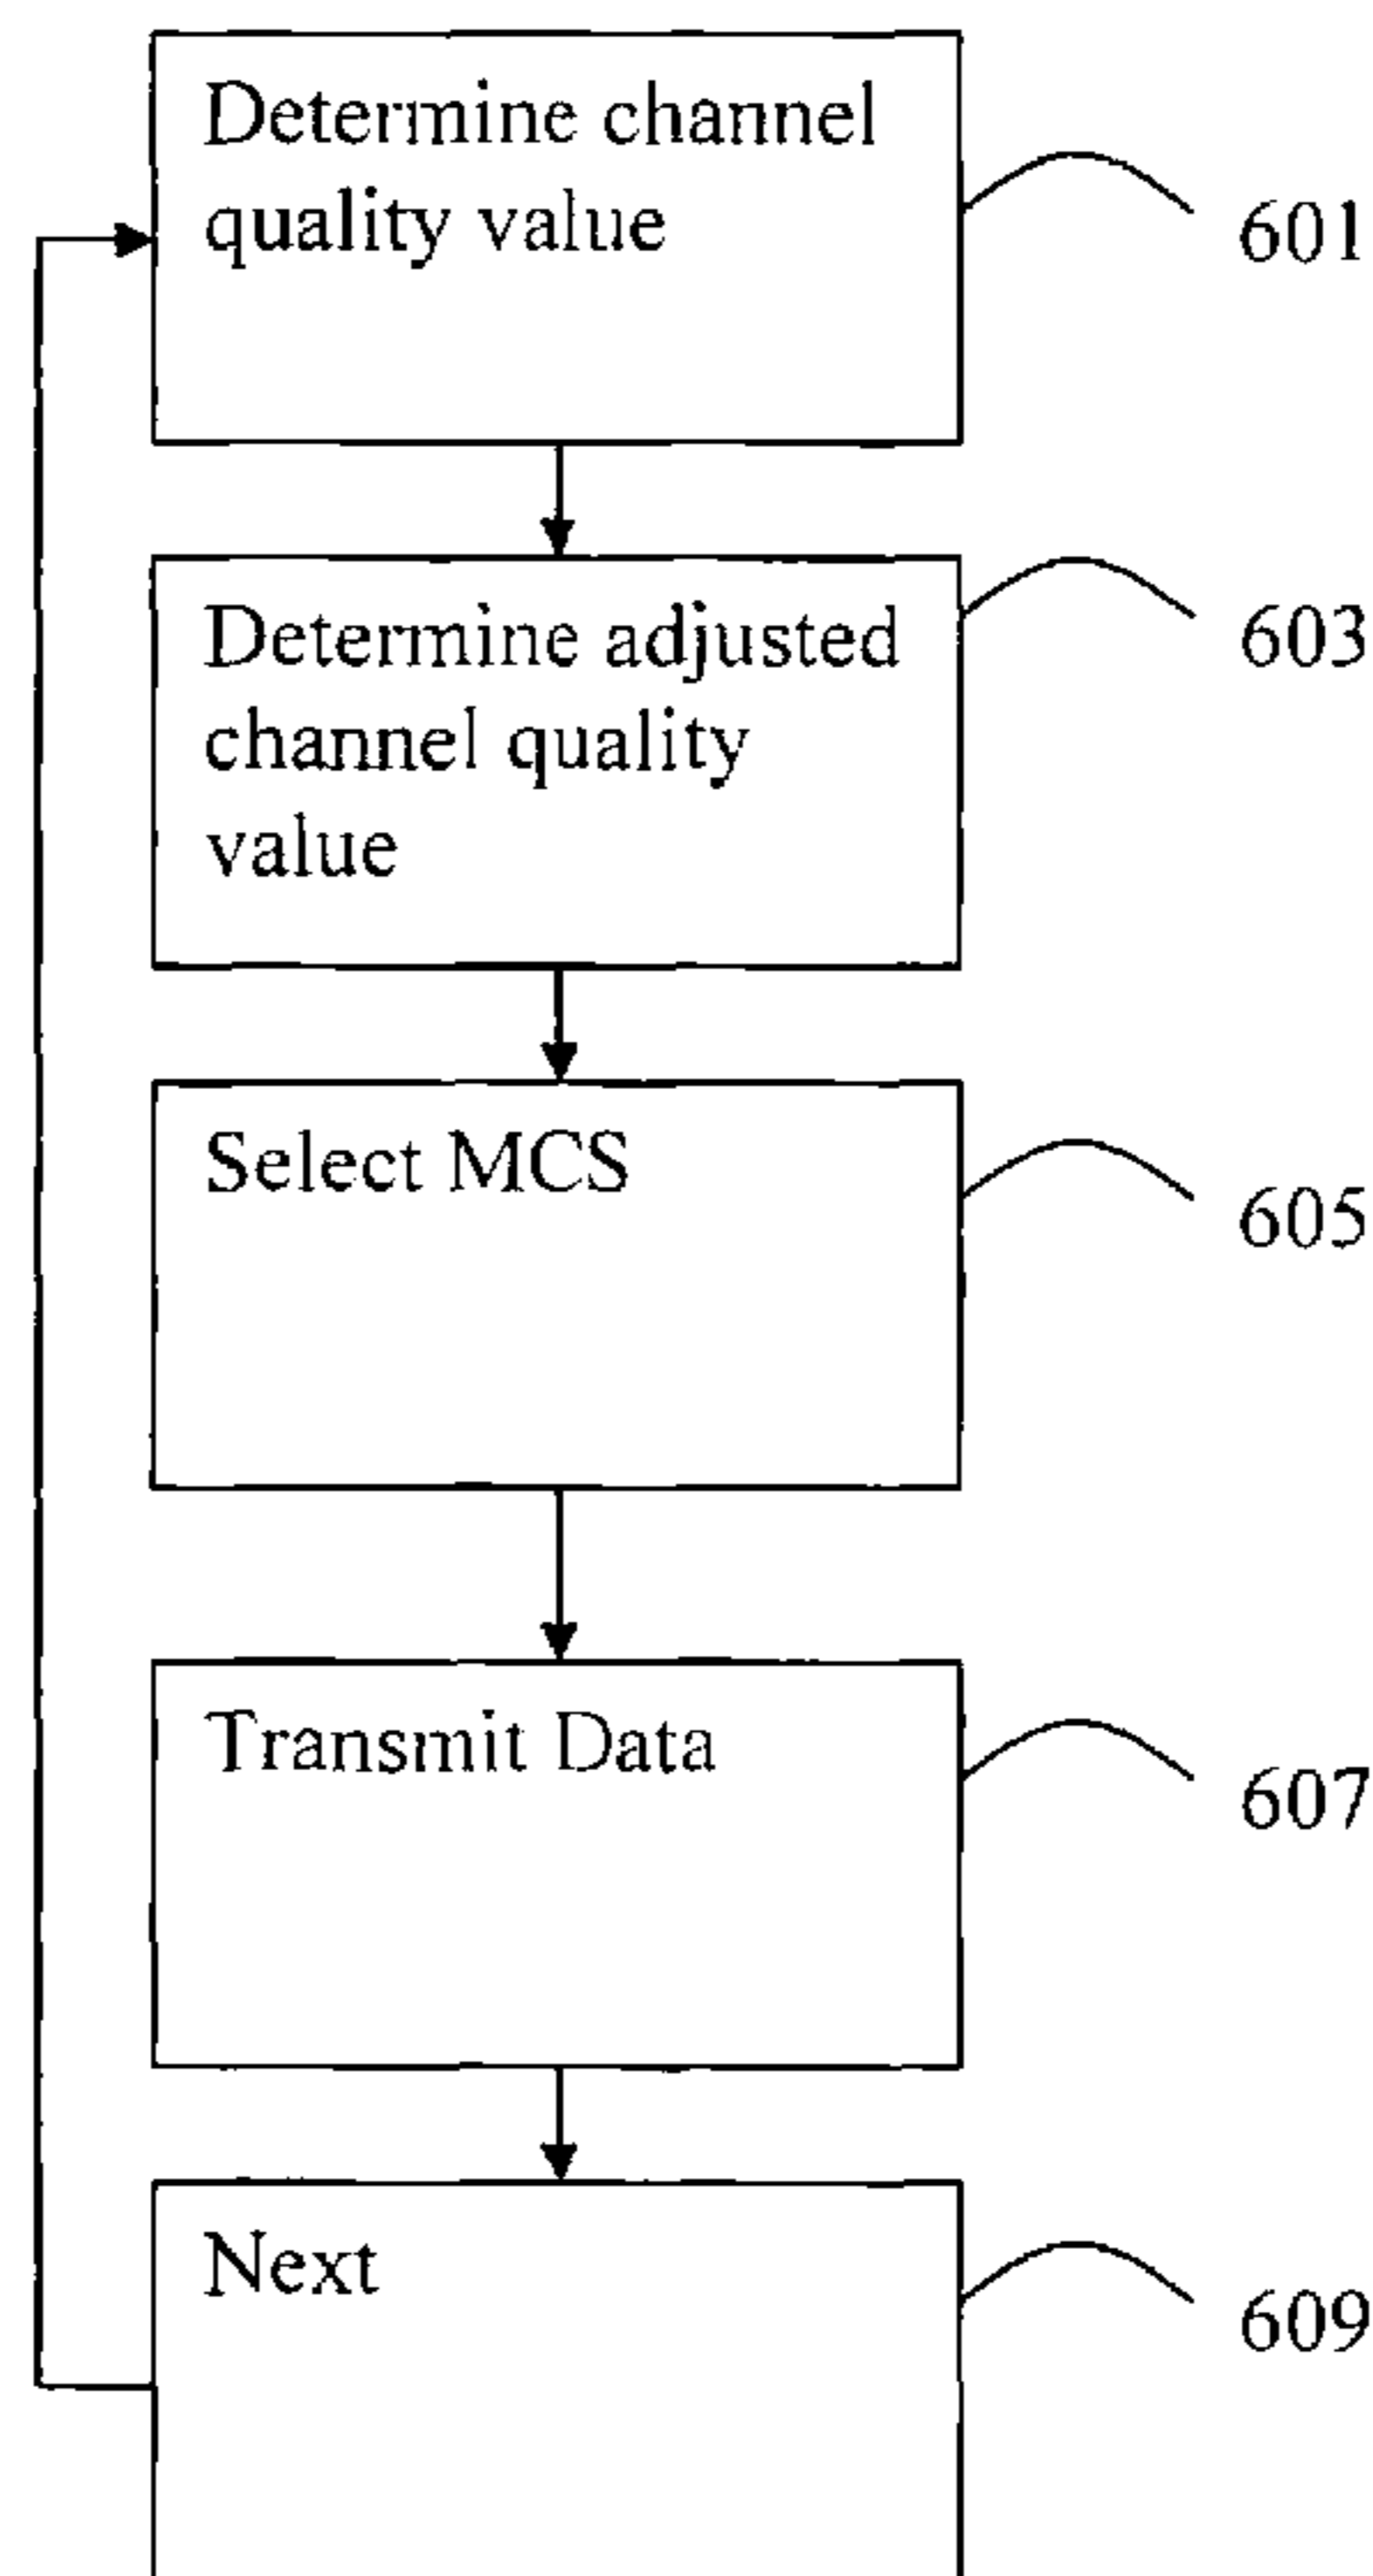 Determine channel
quality value
601
Determine adjusted
channel quality
value
603
Select MCS
605
Transmit Data
607
Next
609